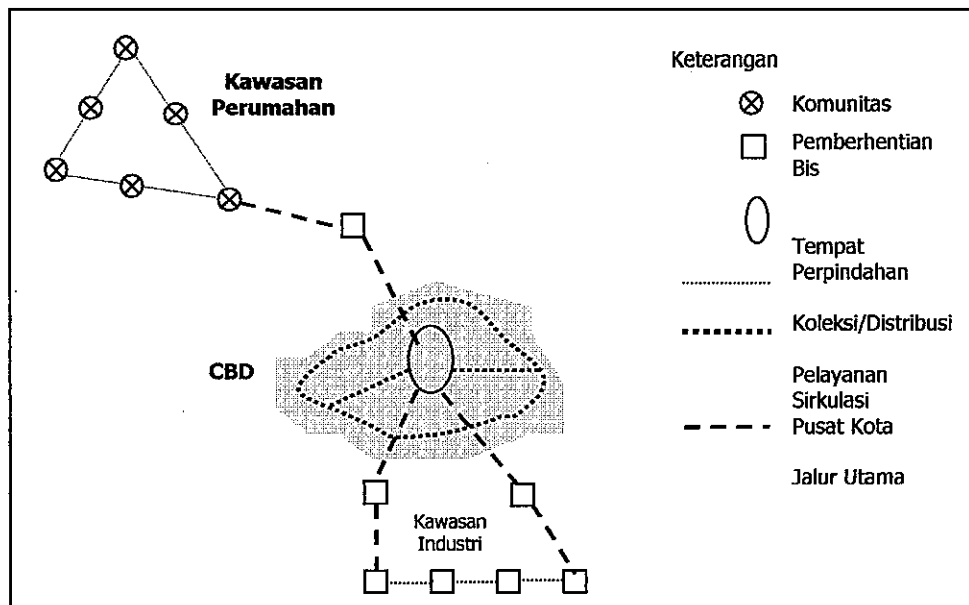 Kawasan
Perumahan
Keterangan
Komunitas
Pemberhentian
Bis
Tempat
Perpindahan
Koleksi/Distribusi
CBD
Pelayanan
Sirkulasi
Pusat Kota
Jalur Utama
Kawasan
Industri